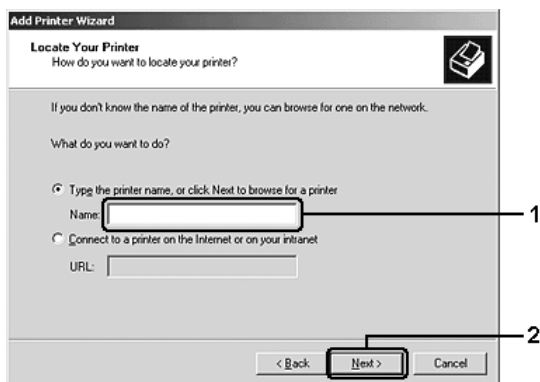 Add Printer Wizard
Locate Your Printer
How do you want to locate your printer?
If you don't know the name of the printer, you can browse for one on the network.
What do you want to do?
Type the printer name, or click Next to browse for a printer
Name:
1
Connect to a printer on the Internet or on your intranet
URL:
2
< Back
Next >
Cancel